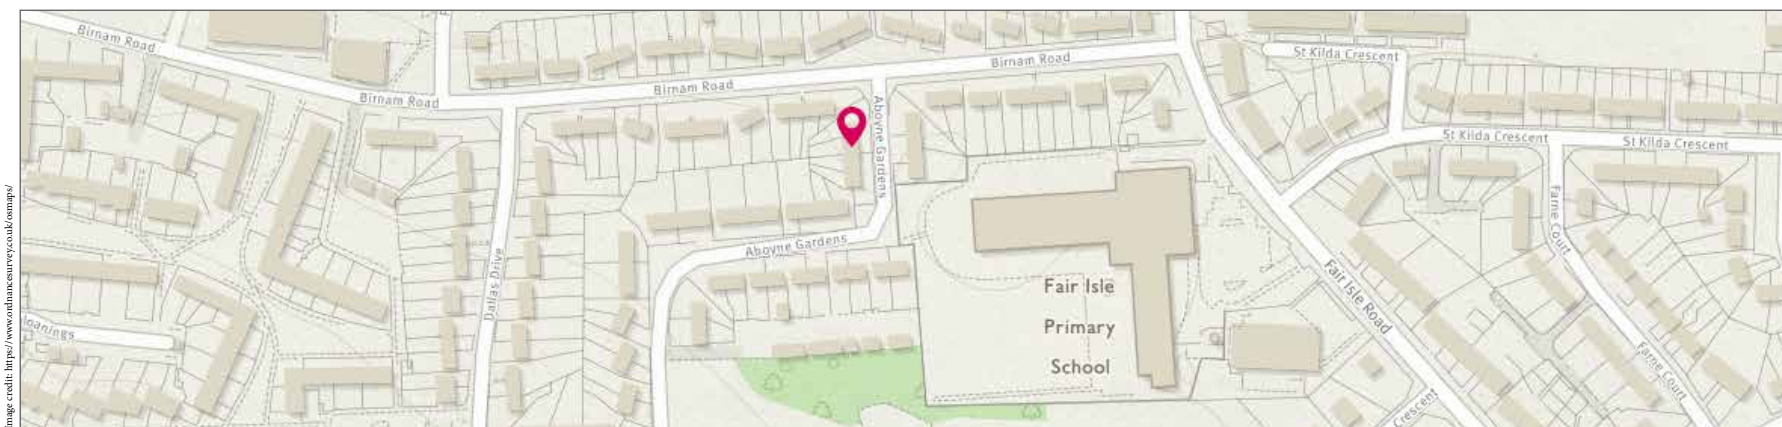 Birnam Road
Birnam Road
Birnam Road
Birnam Road
St Kilda Crescent
St Kilda Crescent
St Kilda Crescent
Aboyne Gardens
Aboyne Gardens
Dallas Drive
Farne Court
Farne Court
Fair Isle Road
Fair Isle
Primary
School
loanings
Crescent
Image credit: https://www.ordnancesurvey.co.uk/osmaps/